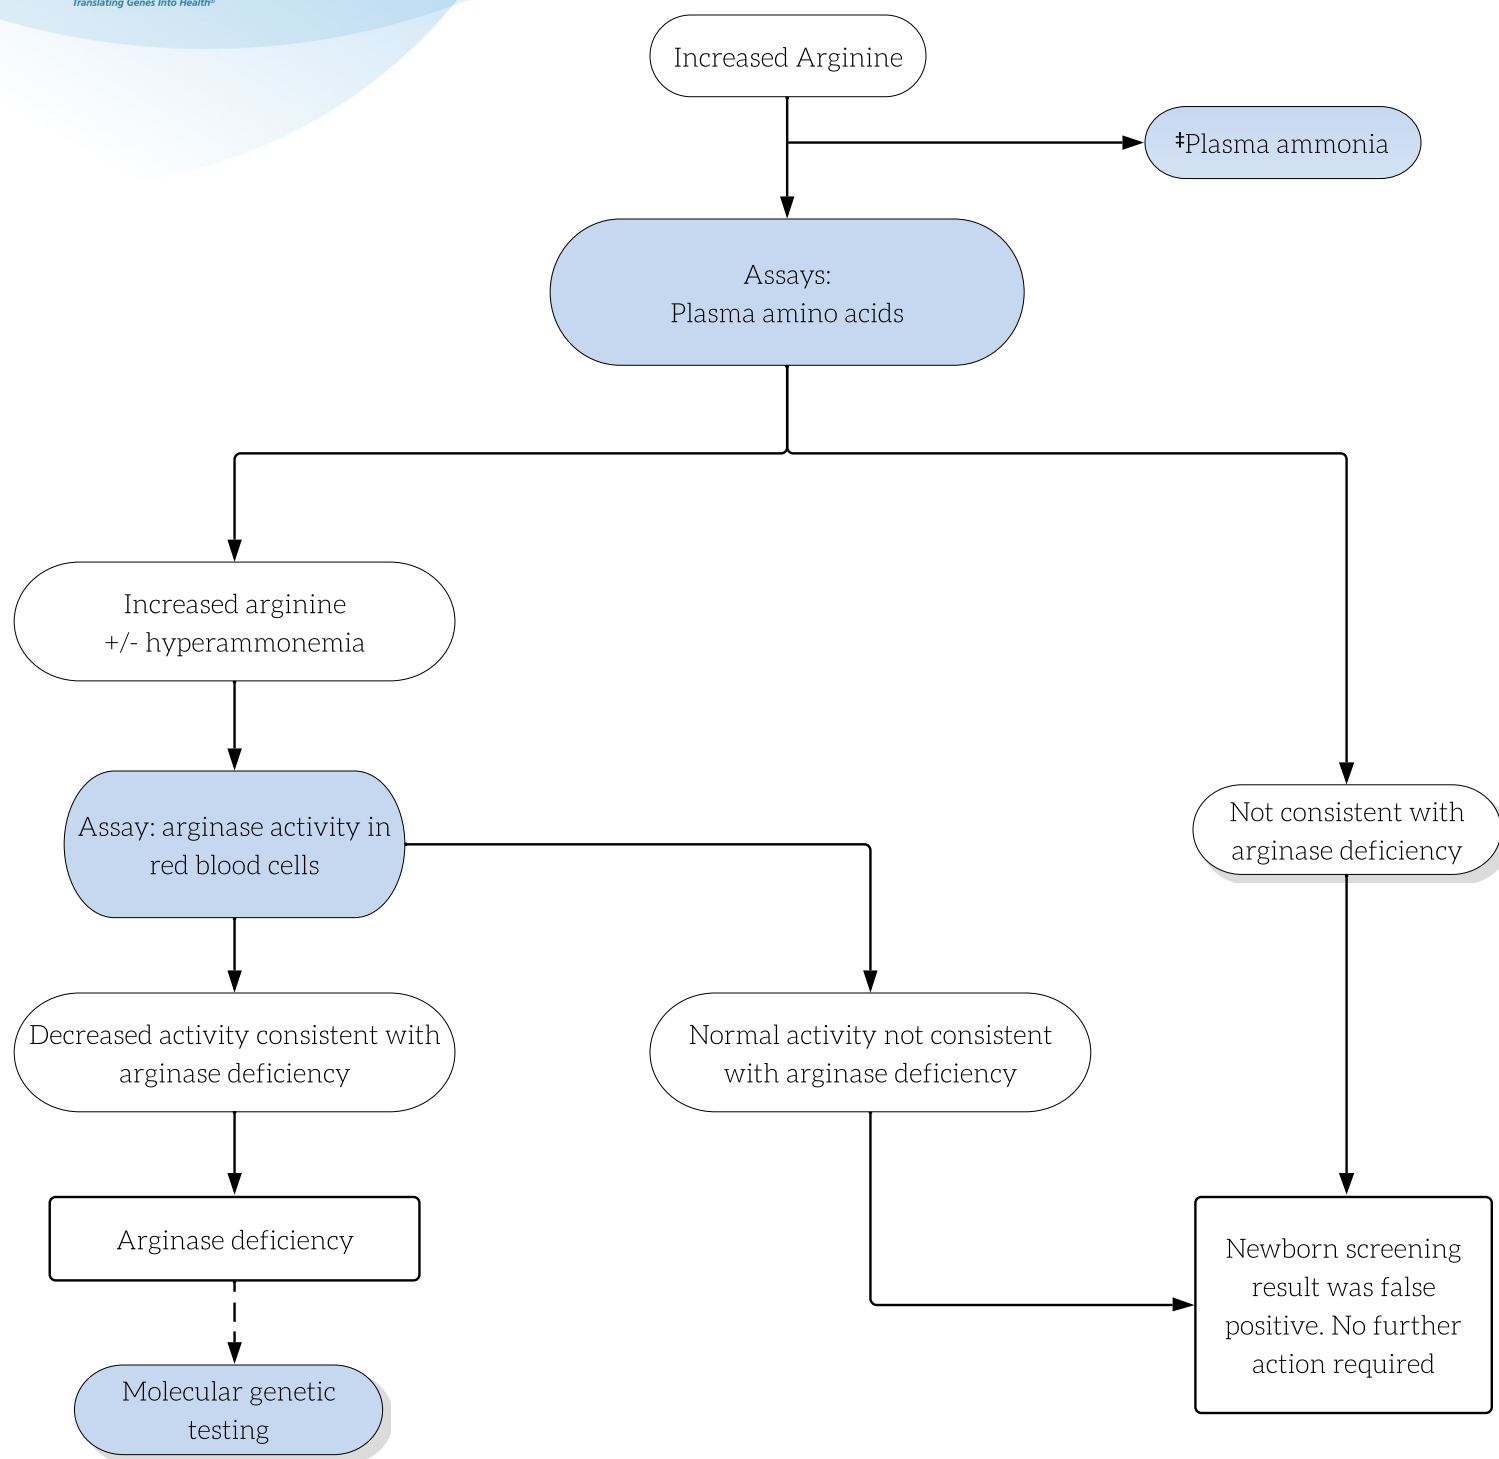 Translating Genes Into Health®
Increased Arginine
‡Plasma ammonia
Assays:
Plasma amino acids
Increased arginine
+/- hyperammonemia
Assay: arginase activity in
red blood cells
Not consistent with
arginase deficiency
Decreased activity consistent with
arginase deficiency
Normal activity not consistent
with arginase deficiency
Arginase deficiency
Newborn screening
result was false
positive. No further
action required
Molecular genetic
testing